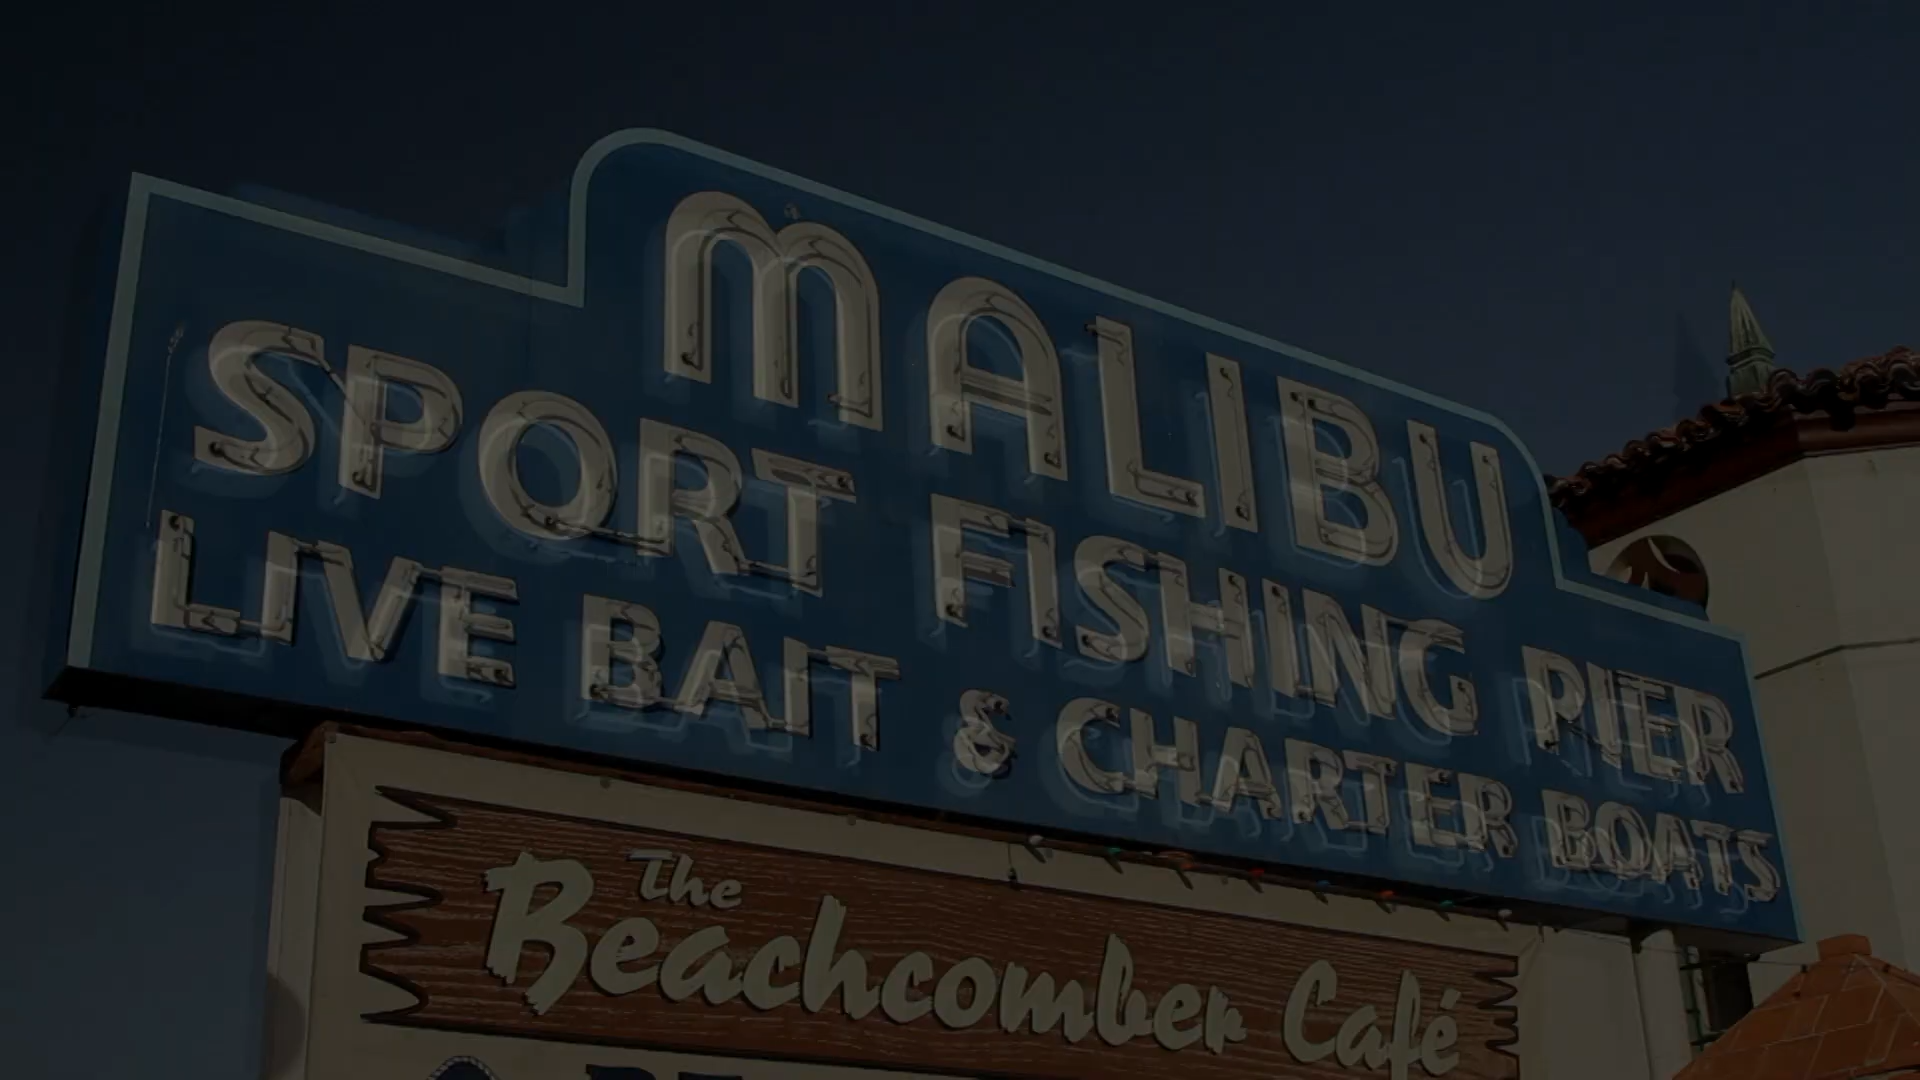 MALIBU
SPORT FISHING PIER
LIVE BAIT & CHARTER BOATS
The
Beachcomber Café